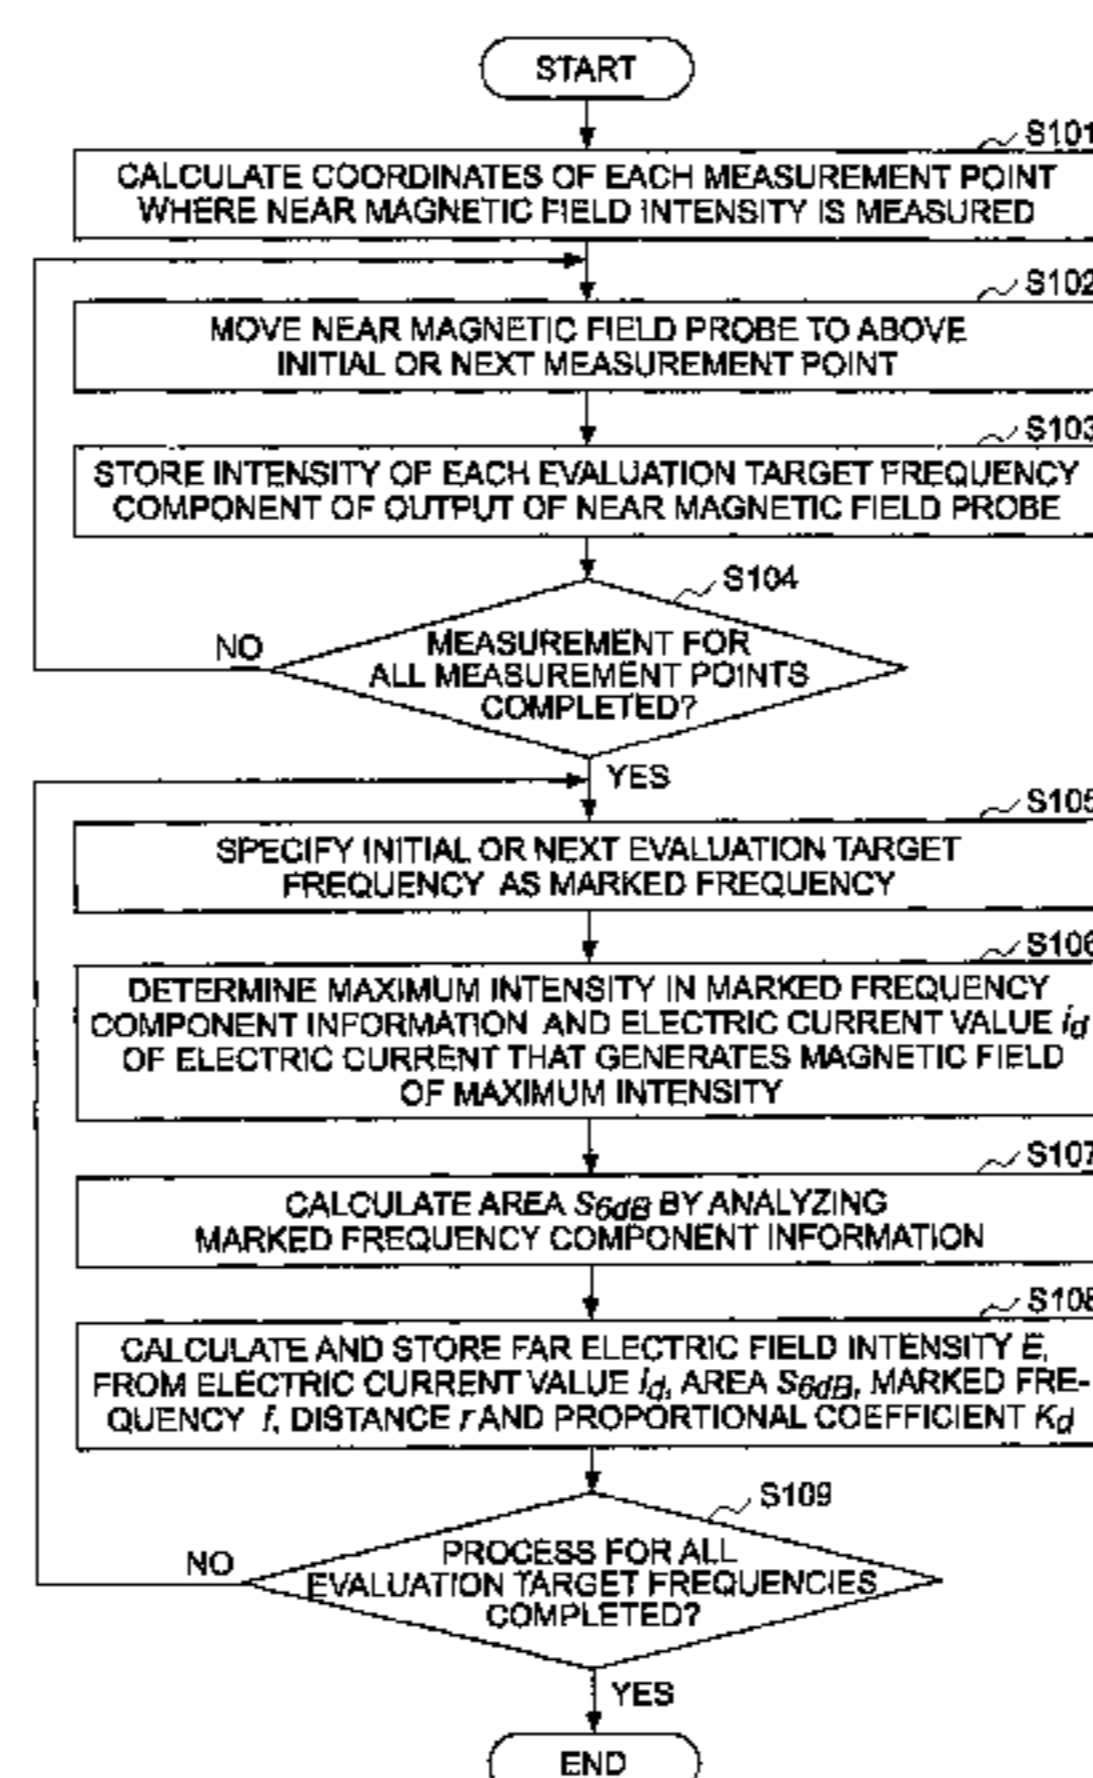 START
S101
CALCULATE COORDINATES OF EACH MEASUREMENT POINT
WHERE NEAR MAGNETIC FIELD INTENSITY IS MEASURED
S102
MOVE NEAR MAGNETIC FIELD PROBE TO ABOVE
INITIAL OR NEXT MEASUREMENT POINT
S103
STORE INTENSITY OF EACH EVALUATION TARGET FREQUENCY
COMPONENT OF OUTPUT OF NEAR MAGNETIC FIELD PROBE
S104
MEASUREMENT FOR
ALL MEASUREMENT POINTS
COMPLETED?
NO
YES
S105
SPECIFY INITIAL OR NEXT EVALUATION TARGET
FREQUENCY AS MARKED FREQUENCY
S106
DETERMINE MAXIMUM INTENSITY IN MARKED FREQUENCY
COMPONENT INFORMATION AND ELECTRIC CURRENT VALUE id
OF ELECTRIC CURRENT THAT GENERATES MAGNETIC FIELD
OF MAXIMUM INTENSITY
S107
CALCULATE AREA S6dB BY ANALYZING
MARKED FREQUENCY COMPONENT INFORMATION
S108
CALCULATE AND STORE FAR ELECTRIC FIELD INTENSITY E,
FROM ELECTRIC CURRENT VALUE id, AREA S6dB, MARKED FRE-
QUENCY f, DISTANCE r AND PROPORTIONAL COEFFICIENT Kd
S109
PROCESS FOR ALL
EVALUATION TARGET FREQUENCIES
COMPLETED?
NO
YES
END